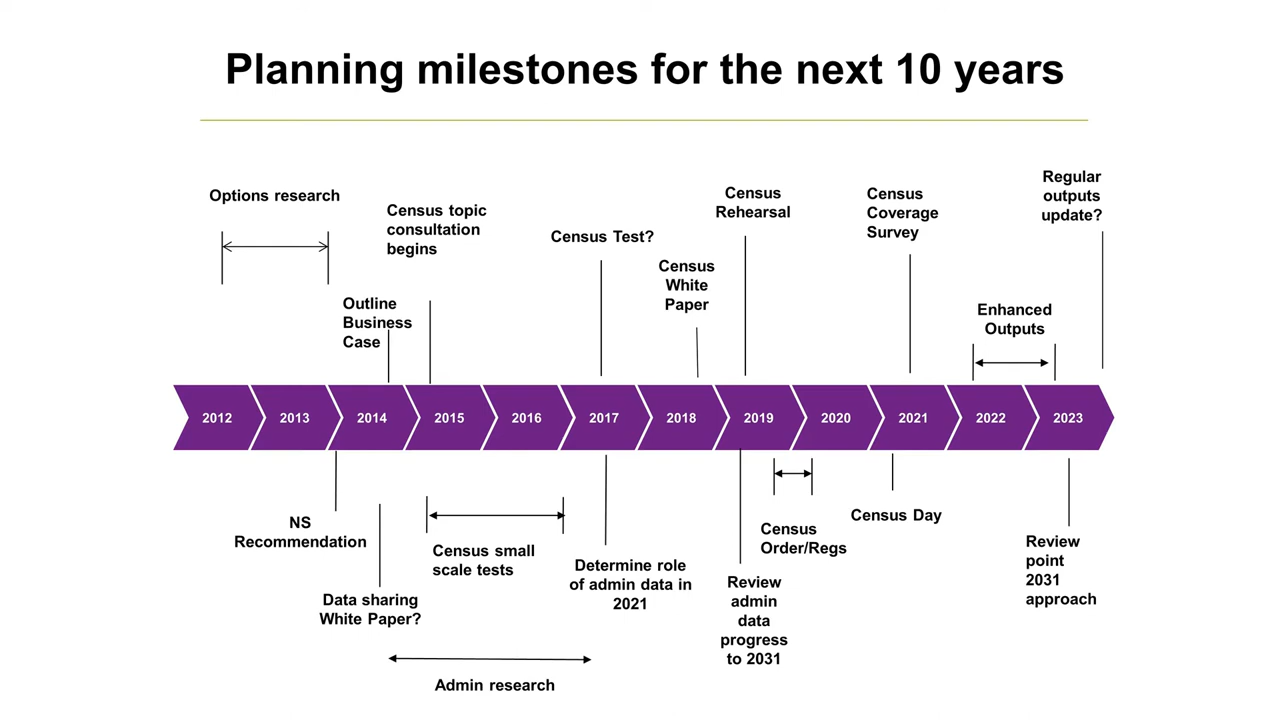 Planning milestones for the next 10 years
Options research
Census topic
consultation
begins
Outline
Business
Case
Census Test?
Census
White
Paper
Census
Rehearsal
Census
Coverage
Survey
Enhanced
Outputs
Regular
outputs
update?
2012 2013 2014 2015 2016 2017 2018 2019 2020 2021 2022 2023
NS
Recommendation
Data sharing
White Paper?
Census small
scale tests
Admin research
Determine role
of admin data in
2021
Review
admin
data
progress
to 2031
Census
Order/Regs
Census Day
Review
point
2031
approach